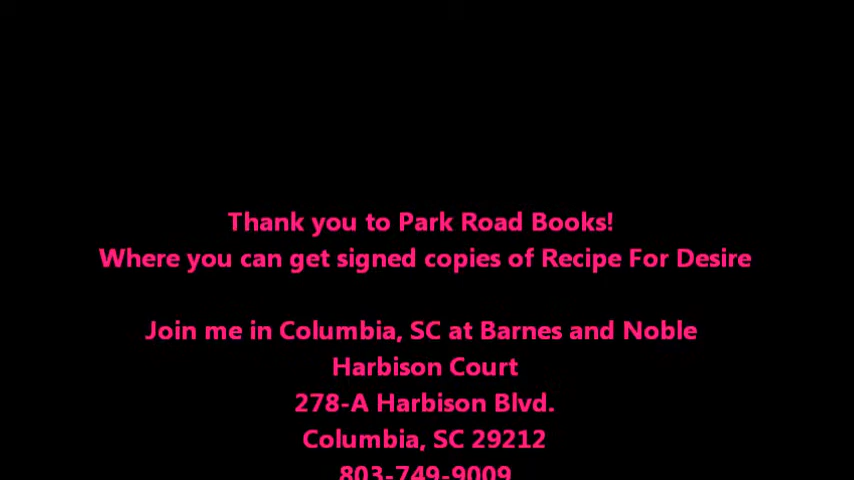 Thank you to Park Road Books!
Where you can get signed copies of Recipe For Desire
Join me in Columbia, SC at Barnes and Noble
Harbison Court
278-A Harbison Blvd.
Columbia, SC 29212
803-749-9009